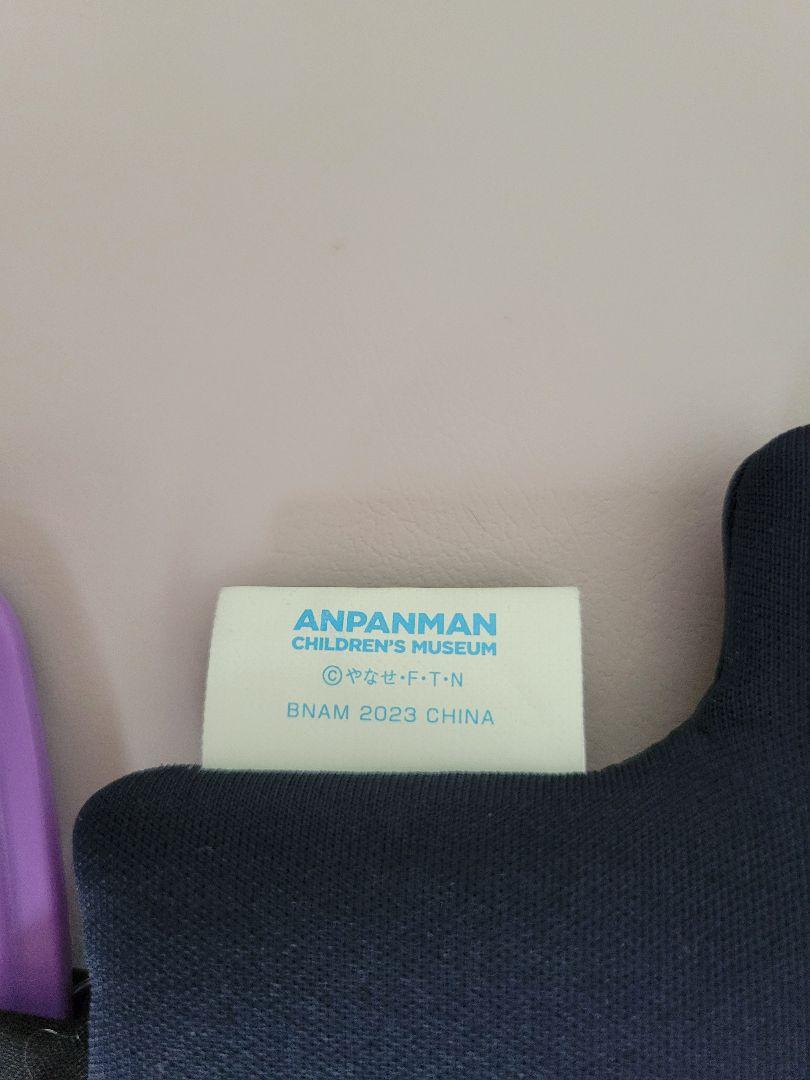 ANPANMAN
CHILDREN'S MUSEUM
©やなせ・F・T・N
BNAM 2023 CHINA